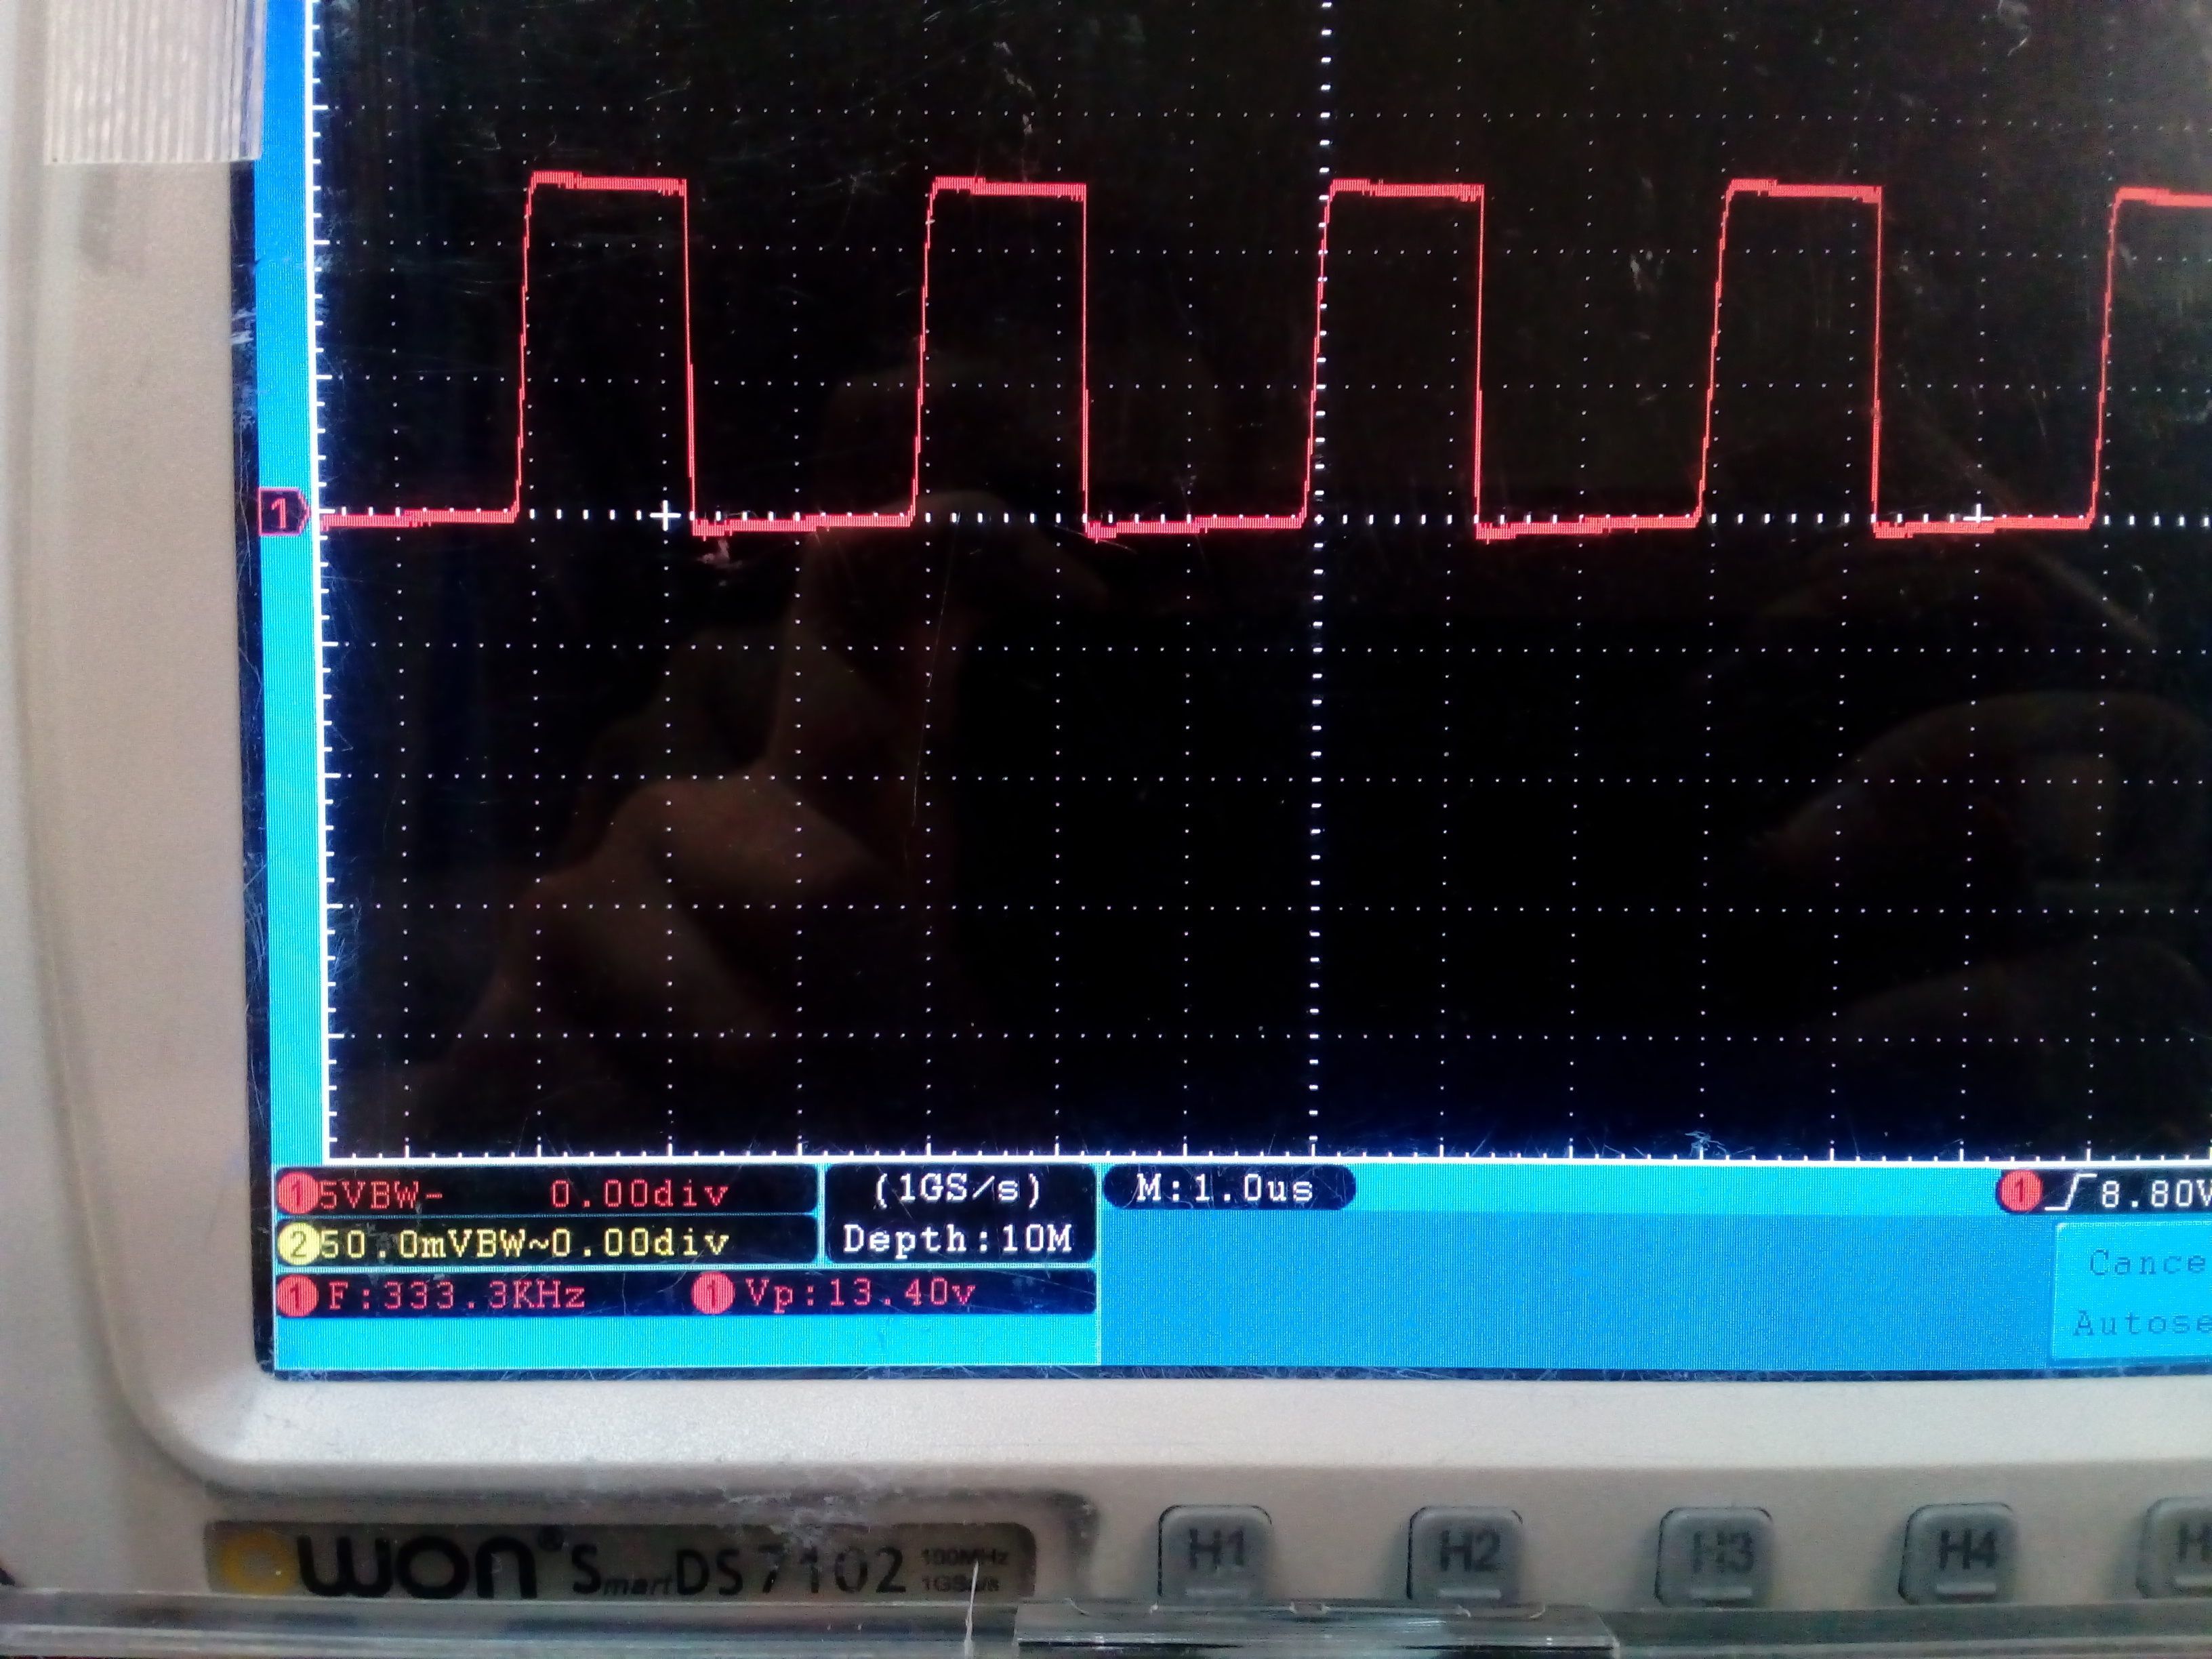 1
1 5VBW- 0.00div
(1GS/s)
M:1.0us
1 8.80V
2 50.0mVBW~0.00div
Depth:10M
1 F:333.3KHz 1 Vp:13.40v
Cance
Autose
owon® SmartDS7102 100MHz
H1 H2 H3 H4 H